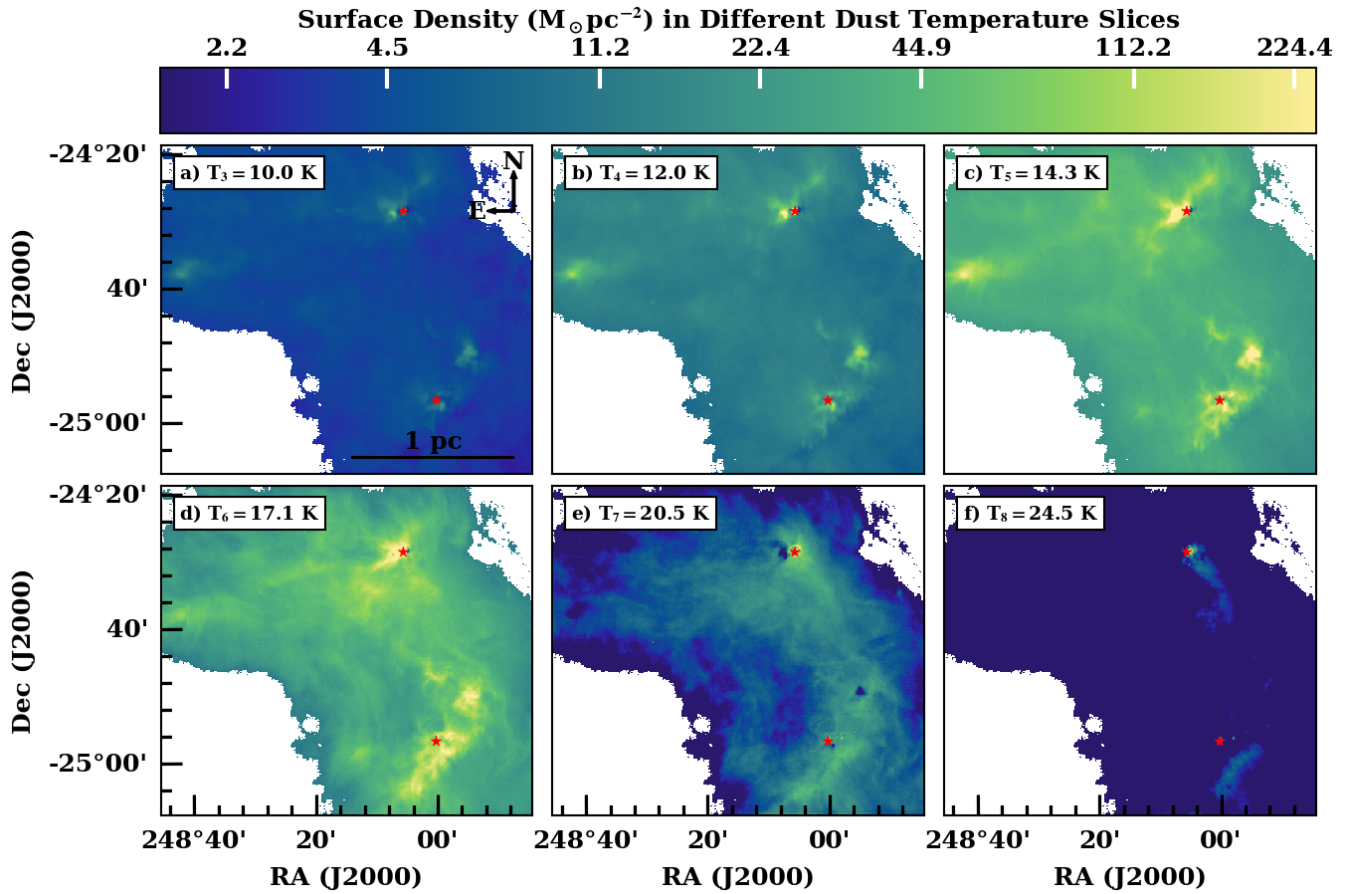 Surface Density (M⊙pc⁻²) in Different Dust Temperature Slices
2.2 4.5 11.2 22.4 44.9 112.2 224.4
-24°20'
40'
-25°00'
Dec (J2000)
a) T₃=10.0 K
N
E
1 pc
b) T₄=12.0 K
c) T₅=14.3 K
-24°20'
40'
-25°00'
Dec (J2000)
d) T₆=17.1 K
e) T₇=20.5 K
f) T₈=24.5 K
248°40' 20' 00' 248°40' 20' 00' 248°40' 20' 00'
RA (J2000) RA (J2000) RA (J2000)